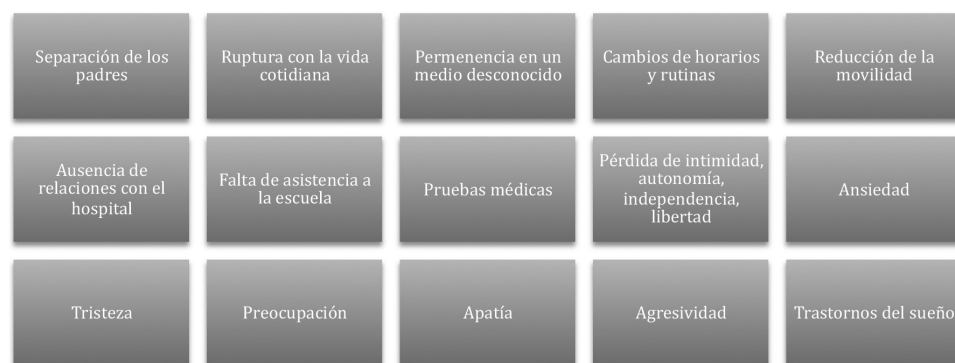 Separación de los
padres
Ruptura con la vida
cotidiana
Permenencia en un
medio desconocido
Cambios de horarios
y rutinas
Reducción de la
movilidad
Ausencia de
relaciones con el
hospital
Falta de asistencia a
la escuela
Pruebas médicas
Pérdida de intimidad,
autonomía,
independencia,
libertad
Ansiedad
Tristeza
Preocupación
Apatía
Agresividad
Trastornos del sueño